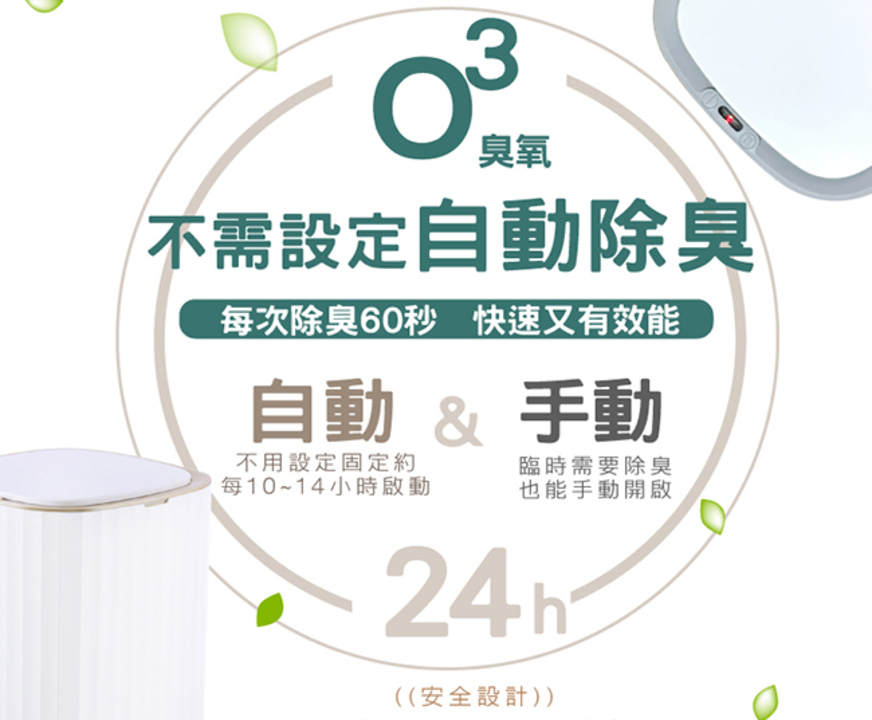 O³
臭氧
不需設定自動除臭
每次除臭60秒 快速又有效能
自動 & 手動
不用設定固定約
每10~14小時啟動
臨時需要除臭
也能手動開啟
24h
((安全設計))